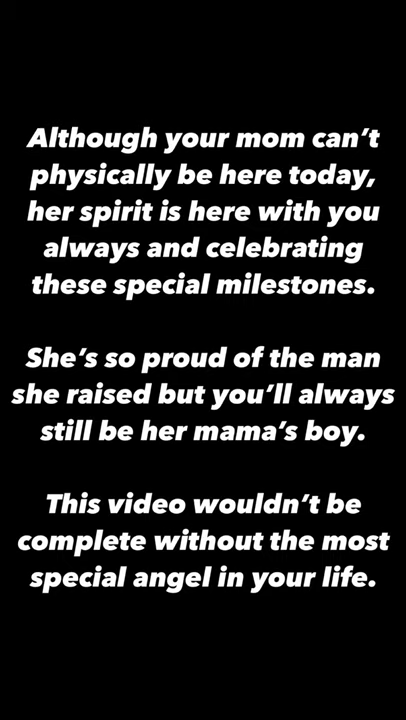 Although your mom can’t
physically be here today,
her spirit is here with you
always and celebrating
these special milestones.
She’s so proud of the man
she raised but you’ll always
still be her mama’s boy.
This video wouldn’t be
complete without the most
special angel in your life.